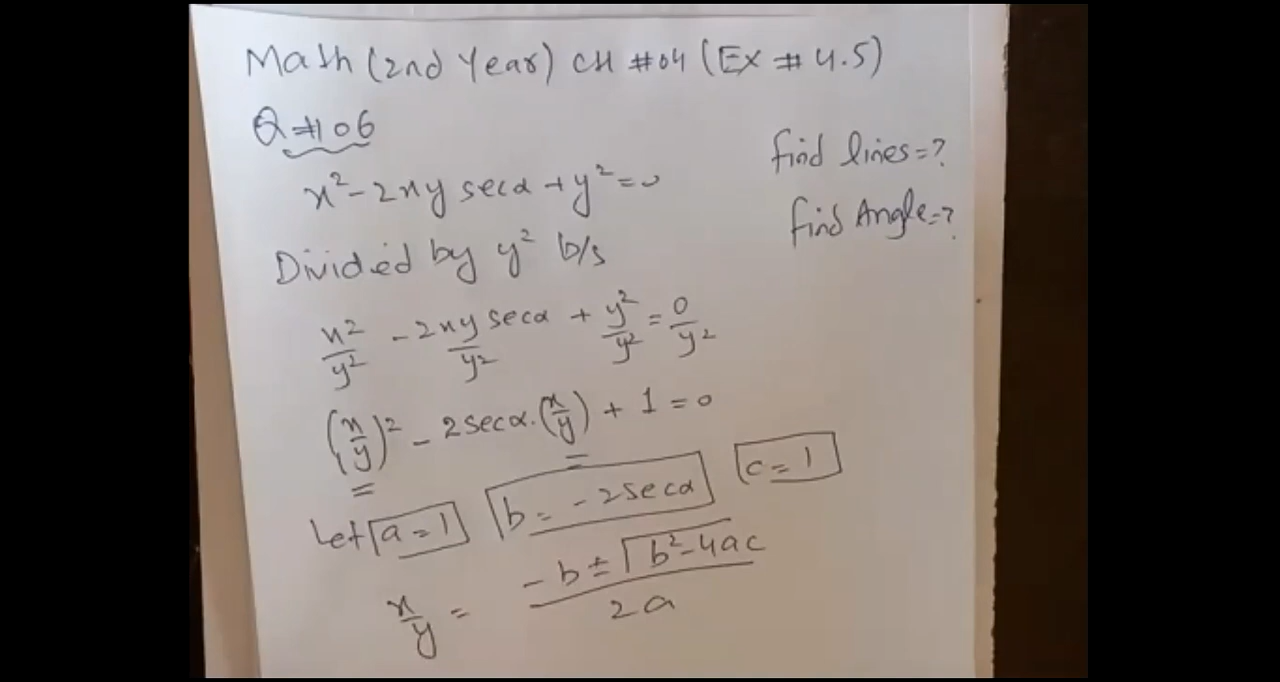 Math (2nd Year) CH #04 (Ex # 4.5)
Q#06
find lines=?
x² - 2xy secα + y² = 0
find Angle=?
Divided by y² b/s
x²/y² - 2xy secα/y² + y²/y² = 0/y²
(x/y)² - 2secα.(x/y) + 1 = 0
Let a=1 b= -2secα c=1
x/y = -b±√b²-4ac/2a